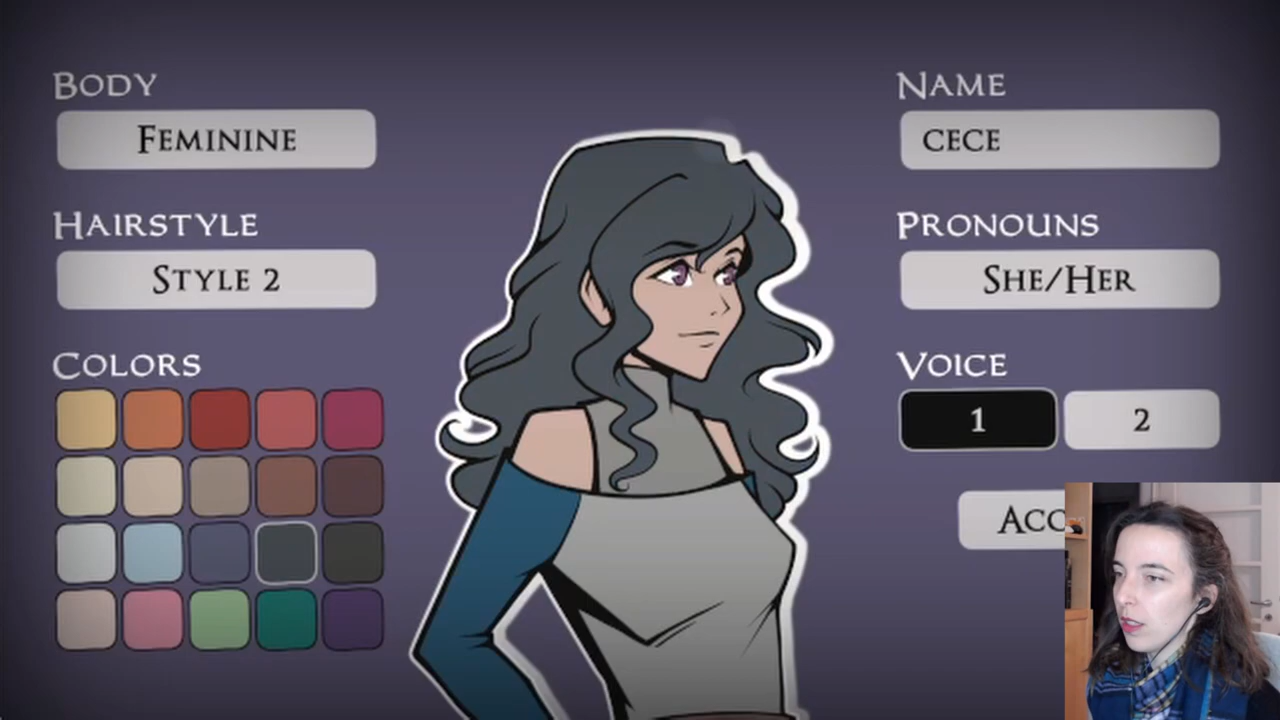 BODY
FEMININE
HAIRSTYLE
STYLE 2
COLORS
NAME
CECE
PRONOUNS
SHE/HER
VOICE
1
2